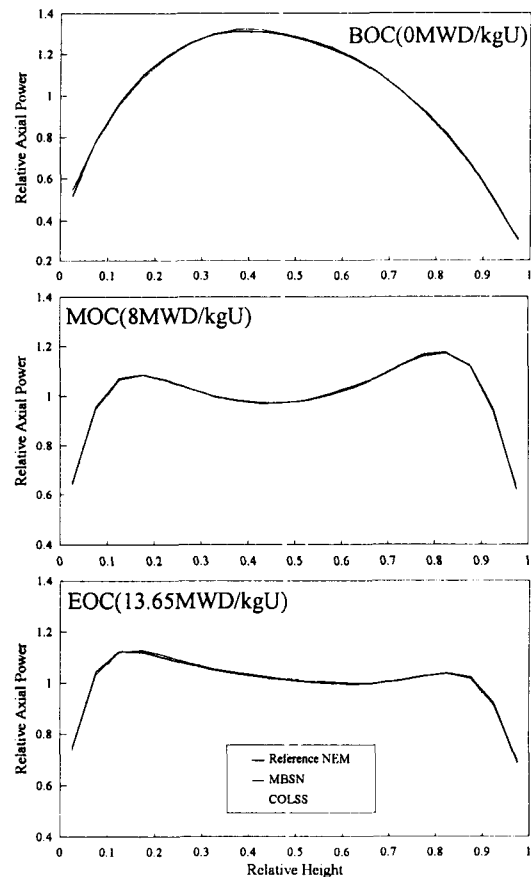 BOC(0MWD/kgU)
Relative Axial Power
1.4
1.2
1
0.8
0.6
0.4
0.2
0 0.1 0.2 0.3 0.4 0.5 0.6 0.7 0.8 0.9 1
MOC(8MWD/kgU)
Relative Axial Power
1.4
1.2
1
0.8
0.6
0.4
0 0.1 0.2 0.3 0.4 0.5 0.6 0.7 0.8 0.9 1
EOC(13.65MWD/kgU)
Relative Axial Power
1.4
1.2
1
0.8
0.6
0.4
Reference NEM
MBSN
COLSS
0 0.1 0.2 0.3 0.4 0.5 0.6 0.7 0.8 0.9 1
Relative Height